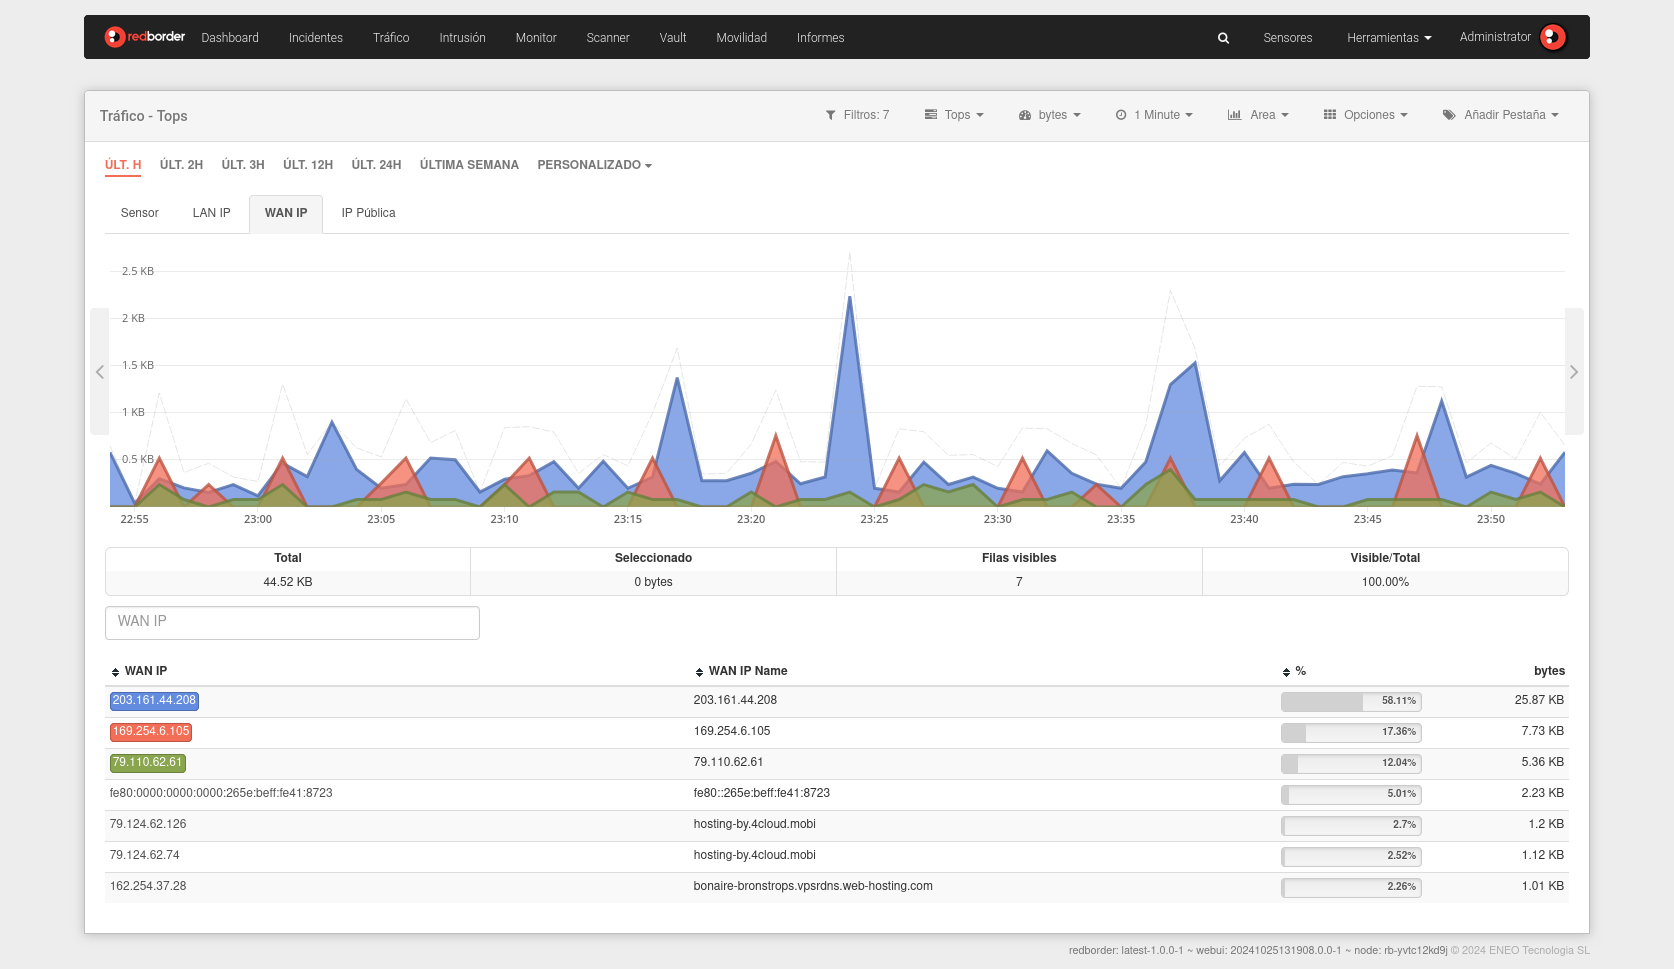 redborder Dashboard Incidentes Tráfico Intrusión Monitor Scanner Vault Movilidad Informes Sensores Herramientas Administrator
Tráfico - Tops Filtros: 7 Tops bytes 1 Minute Area Opciones Añadir Pestaña
ÚLT. H ÚLT. 2H ÚLT. 3H ÚLT. 12H ÚLT. 24H ÚLTIMA SEMANA PERSONALIZADO
Sensor LAN IP WAN IP IP Pública
2.5 KB
2 KB
1.5 KB
1 KB
0.5 KB
22:55 23:00 23:05 23:10 23:15 23:20 23:25 23:30 23:35 23:40 23:45 23:50
Total Seleccionado Filas visibles Visible/Total
44.52 KB 0 bytes 7 100.00%
WAN IP
WAN IP WAN IP Name % bytes
203.161.44.208 203.161.44.208 58.11% 25.87 KB
169.254.6.105 169.254.6.105 17.36% 7.73 KB
79.110.62.61 79.110.62.61 12.04% 5.36 KB
fe80:0000:0000:0000:265e:beff:fe41:8723 fe80::265e:beff:fe41:8723 5.01% 2.23 KB
79.124.62.126 hosting-by.4cloud.mobi 2.7% 1.2 KB
79.124.62.74 hosting-by.4cloud.mobi 2.52% 1.12 KB
162.254.37.28 bonaire-bronstrops.vpsrdns.web-hosting.com 2.26% 1.01 KB
redborder: latest-1.0.0-1 ~ webui: 20241025131908.0.0-1 ~ node: rb-yvtc12kd9j © 2024 ENEO Tecnologia SL